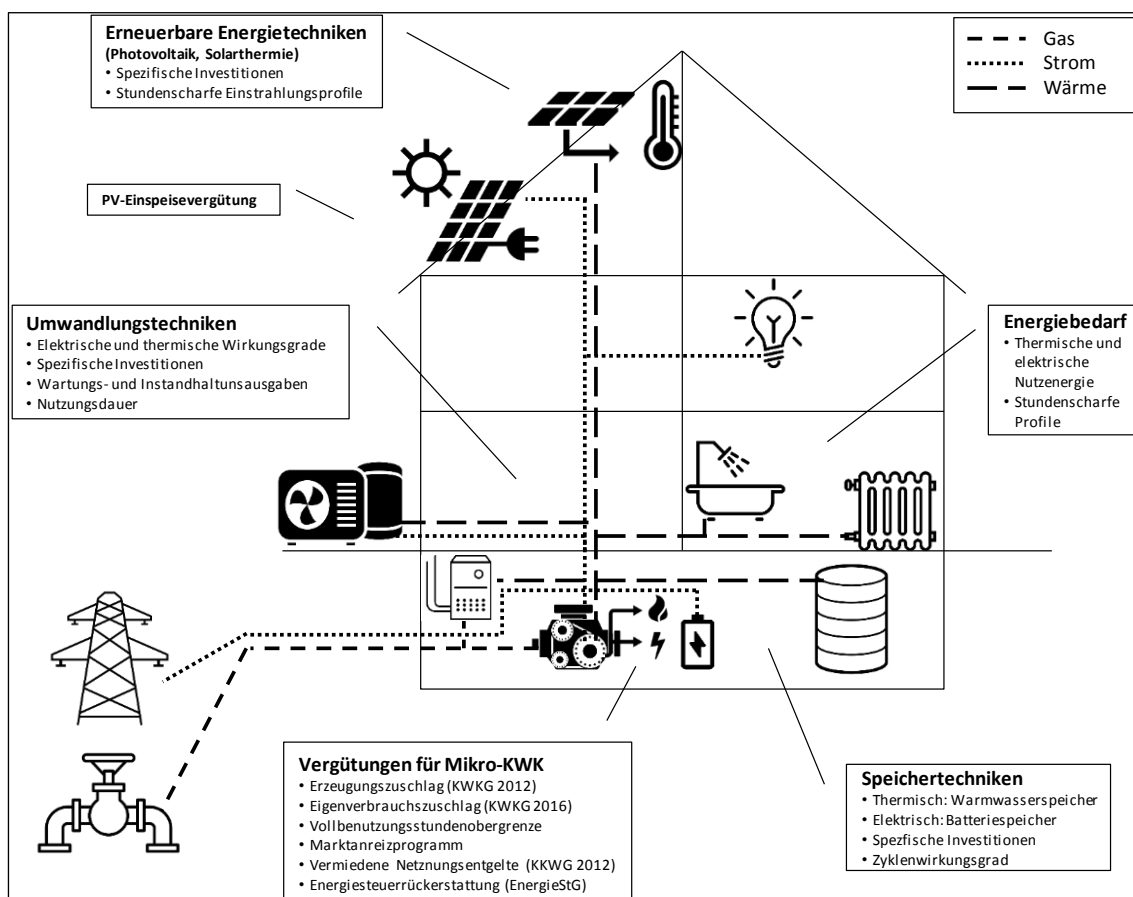 Erneuerbare Energietechniken
(Photovoltaik, Solarthermie)
• Spezifische Investitionen
• Stundenscharfe Einstrahlungsprofile
Gas
Strom
Wärme
PV-Einspeisevergütung
Umwandlungstechniken
• Elektrische und thermische Wirkungsgrade
• Spezifische Investitionen
• Wartungs- und Instandhaltunsausgaben
• Nutzungsdauer
Energiebedarf
• Thermische und
elektrische
Nutzenergie
• Stundenscharfe
Profile
Vergütungen für Mikro-KWK
• Erzeugungszuschlag (KWKG 2012)
• Eigenverbrauchszuschlag (KWKG 2016)
• Vollbenutzungsstundenobergrenze
• Marktanreizprogramm
• Vermiedene Netznungsentgelte (KKWG 2012)
• Energiesteuerrückerstattung (EnergieStG)
Speichertechniken
• Thermisch: Warmwasserspeicher
• Elektrisch: Batteriespeicher
• Spezfische Investitionen
• Zyklenwirkungsgrad